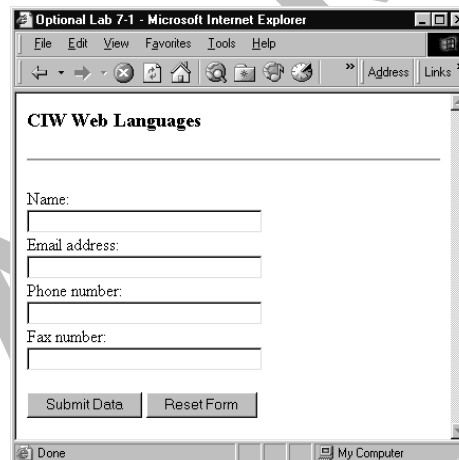 Optional Lab 7-1 - Microsoft Internet Explorer
File Edit View Favorites Tools Help
» Address Links »
CIW Web Languages
Name:
Email address:
Phone number:
Fax number:
Submit Data Reset Form
Done My Computer